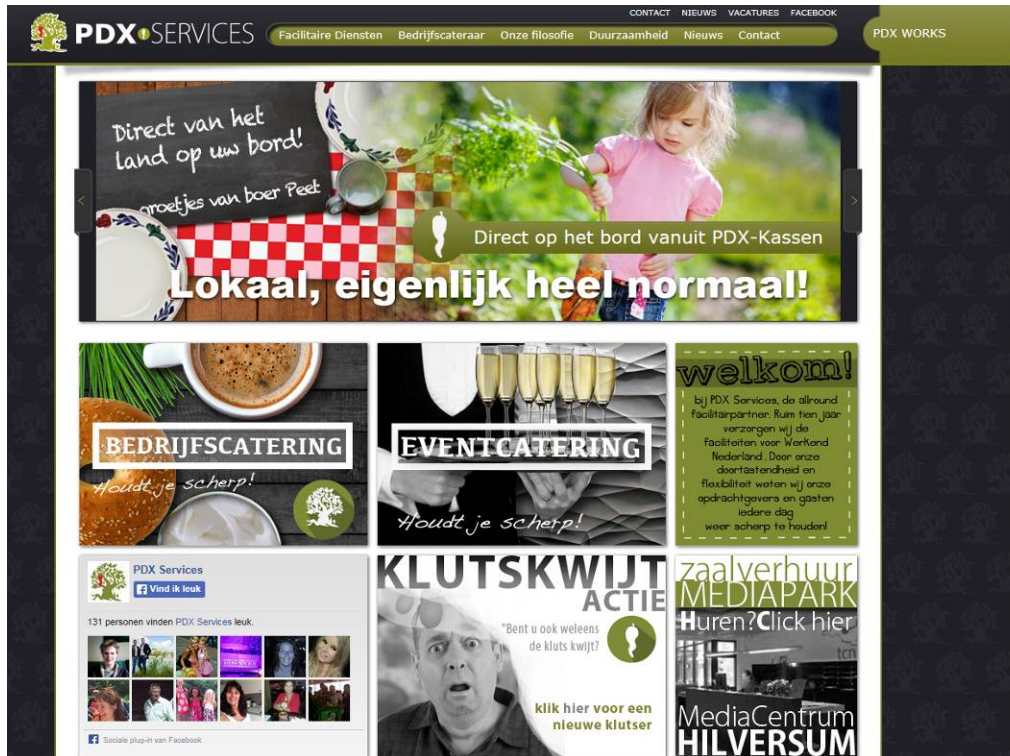 CONTACT NIEUWS VACATURES FACEBOOK
PDX SERVICES
Facilitaire Diensten Bedrijfscateraar Onze filosofie Duurzaamheid Nieuws Contact
PDX WORKS
Direct van het
land op uw bord!
groetjes van boer Peet
Direct op het bord vanuit PDX-Kassen
Lokaal, eigenlijk heel normaal!
BEDRIJFSCATERING
Houdt je scherp!
EVENTCATERING
Houdt je scherp!
welkom!
bij PDX Services, de allround
facilitairpartner. Ruim tien jaar
verzorgen wij de
faciliteiten voor Werkend
Nederland. Door onze
doortastendheid en
flexibiliteit weten wij onze
opdrachtgevers en gasten
iedere dag
weer scherp te houden!
PDX Services
Vind ik leuk
131 personen vinden PDX Services leuk.
Sociale plug-in van Facebook
KLUTSKWIJT
ACTIE
"Bent u ook weleens
de kluts kwijt?
klik hier voor een
nieuwe klutser
zaalverhuur
MEDIAPARK
Huren?Click hier
tcn
MediaCentrum
HILVERSUM